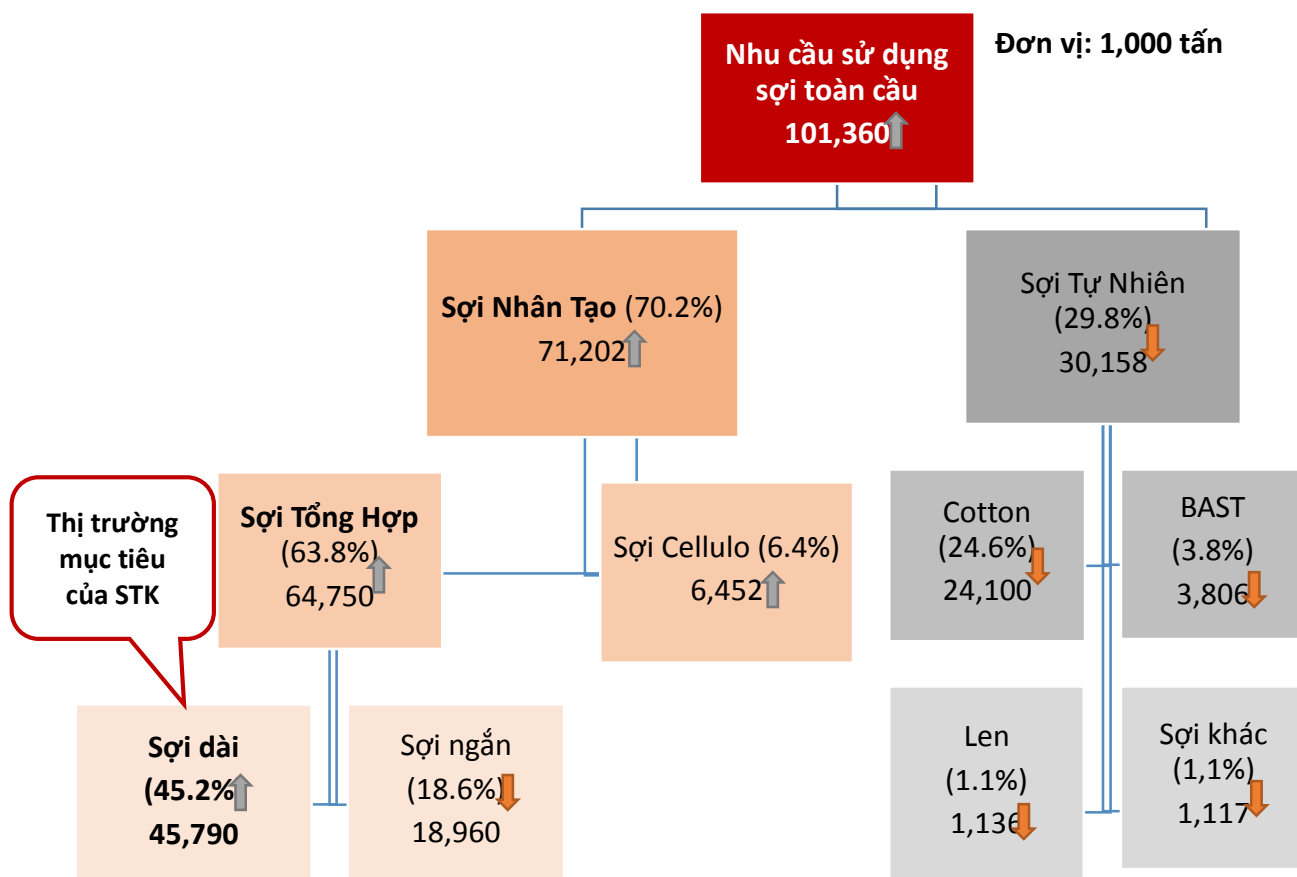 Nhu cầu sử dụng
sợi toàn cầu
101,360
Đơn vị: 1,000 tấn
Sợi Nhân Tạo (70.2%)
71,202
Sợi Tự Nhiên
(29.8%)
30,158
Thị trường
mục tiêu
của STK
Sợi Tổng Hợp
(63.8%)
64,750
Sợi Cellulo (6.4%)
6,452
Cotton
(24.6%)
24,100
BAST
(3.8%)
3,806
Sợi dài
(45.2%
45,790
Sợi ngắn
(18.6%)
18,960
Len
(1.1%)
1,136
Sợi khác
(1,1%)
1,117